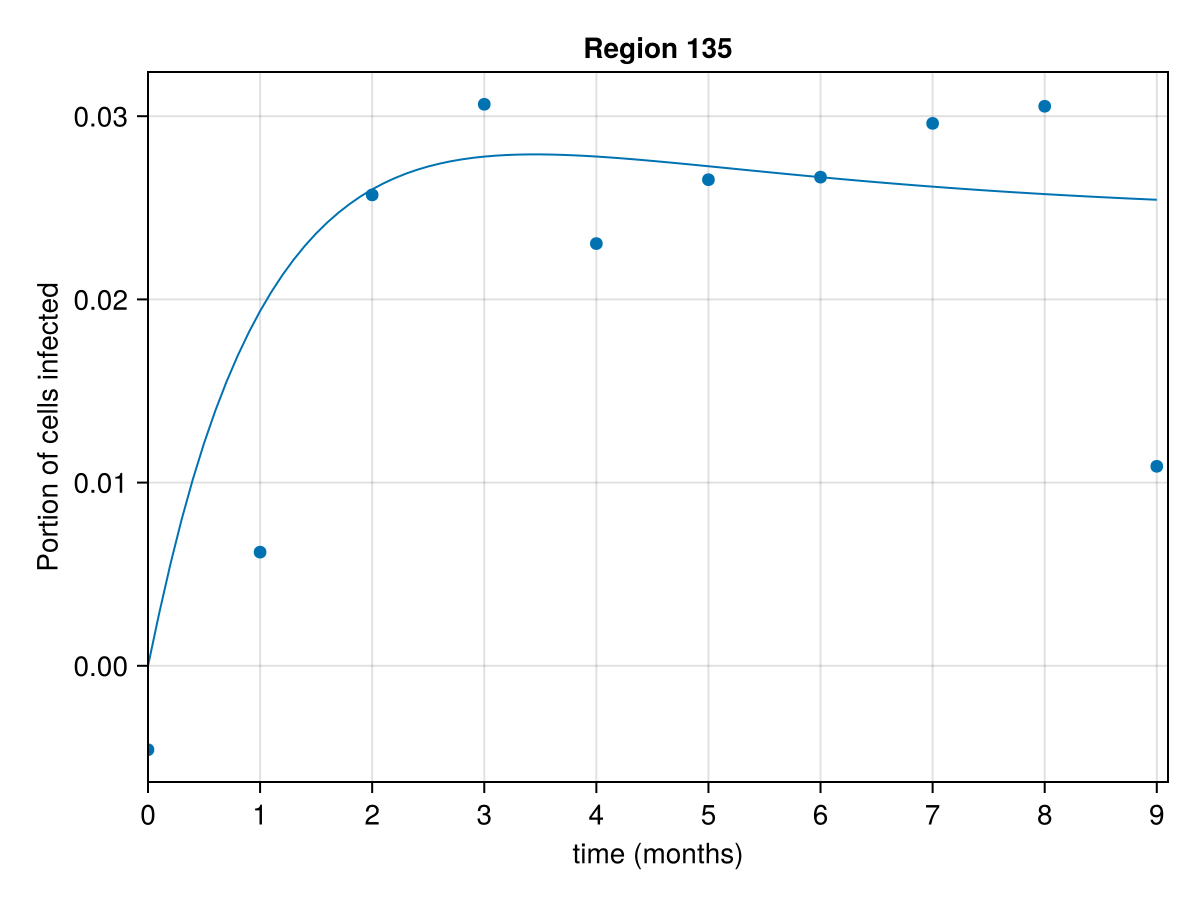 Region 135
Portion of cells infected
0.03
0.02
0.01
0.00
0 1 2 3 4 5 6 7 8 9
time (months)